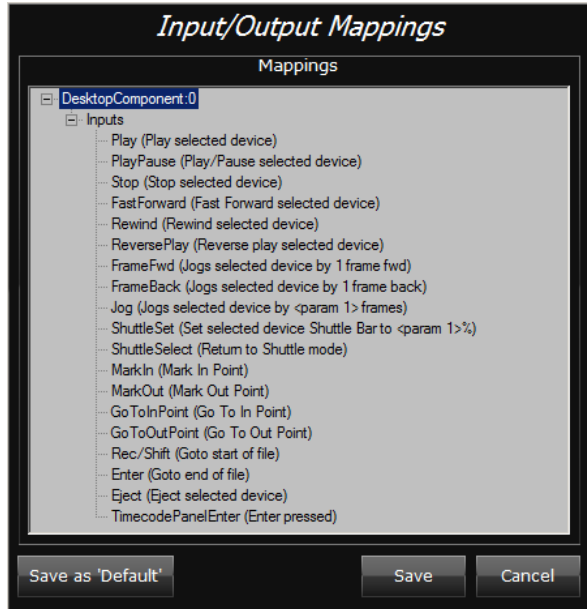 Input/Output Mappings
Mappings
DesktopComponent:0
Inputs
Play (Play selected device)
PlayPause (Play/Pause selected device)
Stop (Stop selected device)
FastForward (Fast Forward selected device)
Rewind (Rewind selected device)
ReversePlay (Reverse play selected device)
FrameFwd (Jogs selected device by 1 frame fwd)
FrameBack (Jogs selected device by 1 frame back)
Jog (Jogs selected device by <param 1> frames)
ShuttleSet (Set selected device Shuttle Bar to <param 1>%)
ShuttleSelect (Return to Shuttle mode)
MarkIn (Mark In Point)
MarkOut (Mark Out Point)
GoToInPoint (Go To In Point)
GoToOutPoint (Go To Out Point)
Rec/Shift (Goto start of file)
Enter (Goto end of file)
Eject (Eject selected device)
TimecodePanelEnter (Enter pressed)
Save as 'Default' Save Cancel